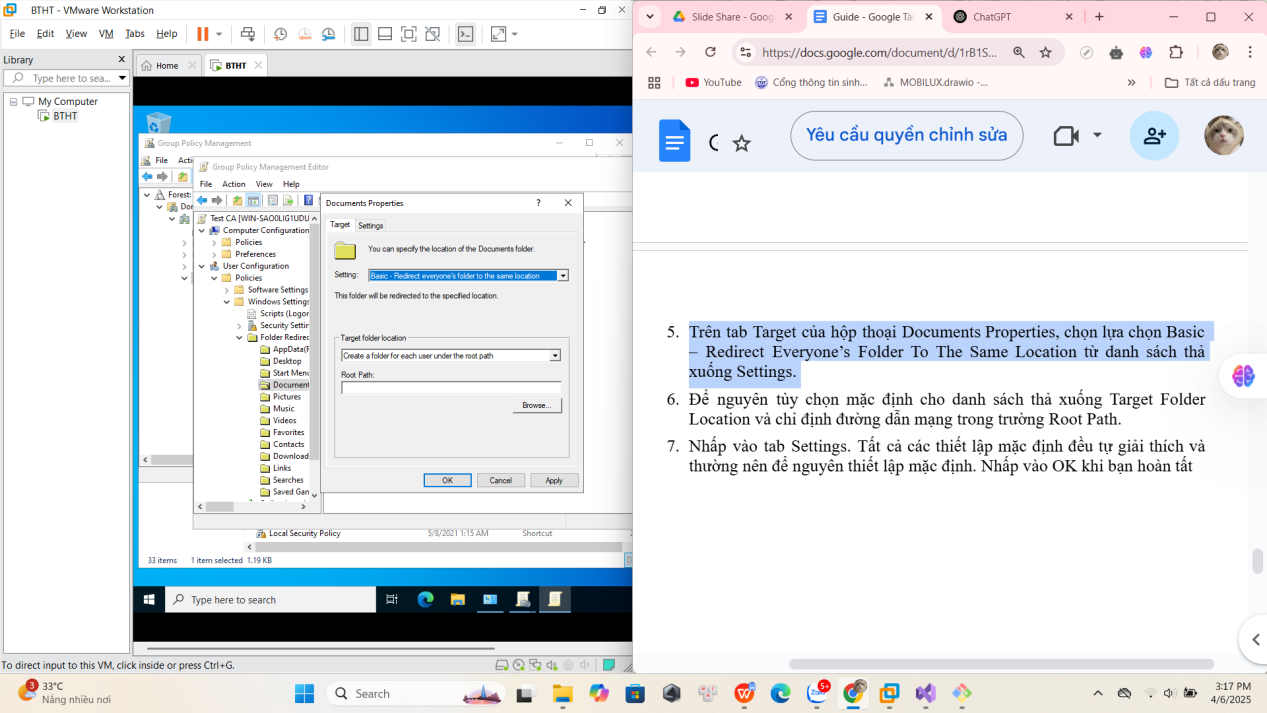 BTHT - VMware Workstation
File Edit View VM Tabs Help
Library
Type here to sea...
My Computer
BTHT
Home
BTHT
Group Policy Management
File
Forest:
Group Policy Management Editor
File Action View Help
Test CA [WIN-SAO0LIG1UDU
Computer Configuration
Policies
Preferences
User Configuration
Policies
Software Settings
Windows Settings
Scripts (Logor
Security Settir
Folder Redirec
AppData(R
Desktop
Start Menu
Document
Pictures
Music
Videos
Favorites
Contacts
Download
Links
Searches
Saved Gam
Documents Properties
?
Target Settings
You can specify the location of the Documents folder.
Setting: Basic - Redirect everyone's folder to the same location
This folder will be redirected to the specified location.
Target folder location
Create a folder for each user under the root path
Root Path:
Browse...
OK Cancel Apply
Local Security Policy 5/8/2021 1:15 AM Shortcut
33 items 1 item selected 1.19 KB
Type here to search
To direct input to this VM, click inside or press Ctrl+G.
Slide Share - Goog
Guide - Google Tà
ChatGPT
https://docs.google.com/document/d/1rB1S...
YouTube
Cổng thông tin sinh...
MOBILUX.drawio -...
Tất cả dấu trang
Yêu cầu quyền chỉnh sửa
5. Trên tab Target của hộp thoại Documents Properties, chọn lựa chọn Basic
– Redirect Everyone’s Folder To The Same Location từ danh sách thả
xuống Settings.
6. Để nguyên tùy chọn mặc định cho danh sách thả xuống Target Folder
Location và chỉ định đường dẫn mạng trong trường Root Path.
7. Nhấp vào tab Settings. Tất cả các thiết lập mặc định đều tự giải thích và
thường nên để nguyên thiết lập mặc định. Nhấp vào OK khi bạn hoàn tất
3
33°C
Nắng nhiều nơi
Search
Zalo
5+
3:17 PM
4/6/2025